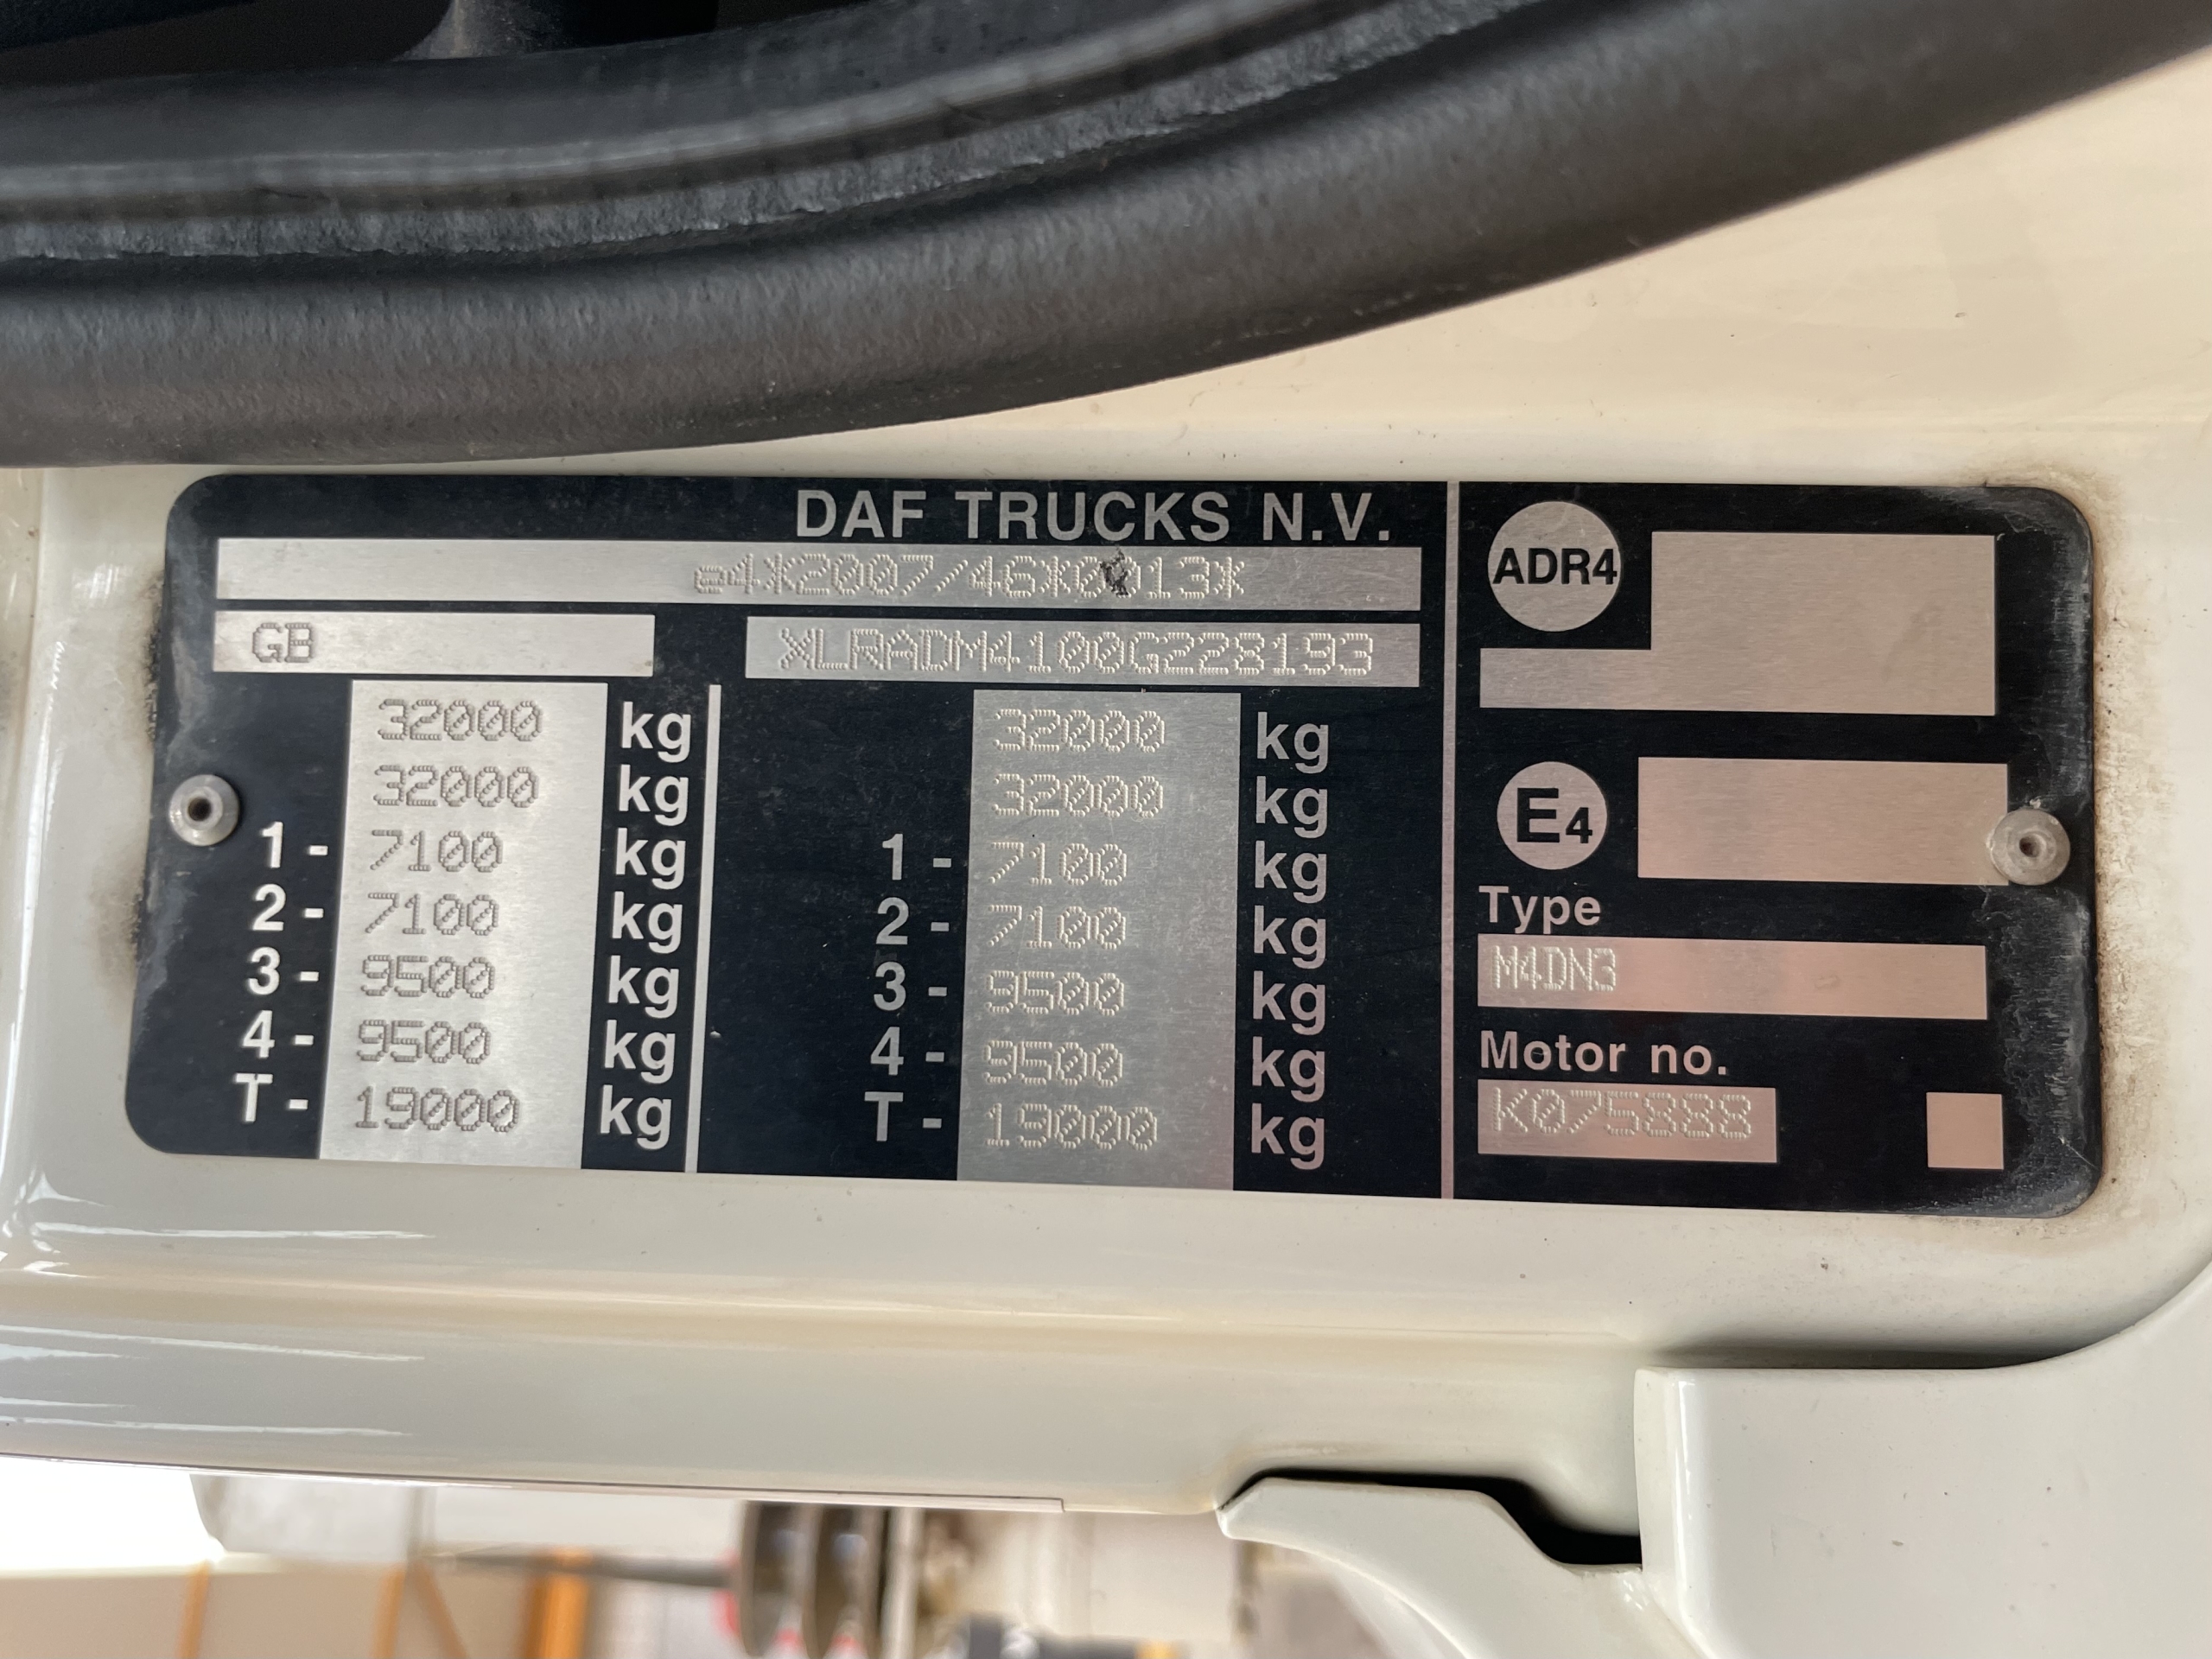 DAF TRUCKS N.V.
e4*2007/46*0013*
GB XLRADM4100G228193
32000 kg 32000 kg
32000 kg 32000 kg
1- 7100 kg 1- 7100 kg
2- 7100 kg 2- 7100 kg
3- 9500 kg 3- 9500 kg
4- 9500 kg 4- 9500 kg
T- 19000 kg T- 19000 kg
ADR4
E4
Type
M4DN3
Motor no.
K075888